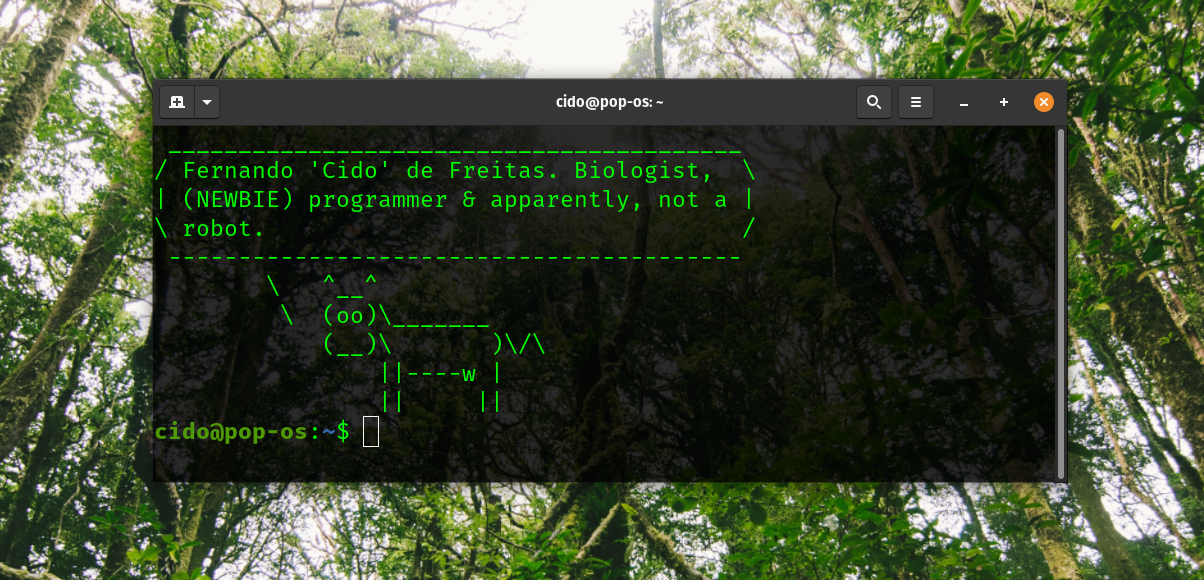 cido@pop-os: ~
 _________________________________________
/ Fernando 'Cido' de Freitas. Biologist,  \
| (NEWBIE) programmer & apparently, not a |
\ robot.                                  /
 -----------------------------------------
        \   ^__^
         \  (oo)\_______
            (__)\       )\/\
                ||----w |
                ||     ||
cido@pop-os:~$